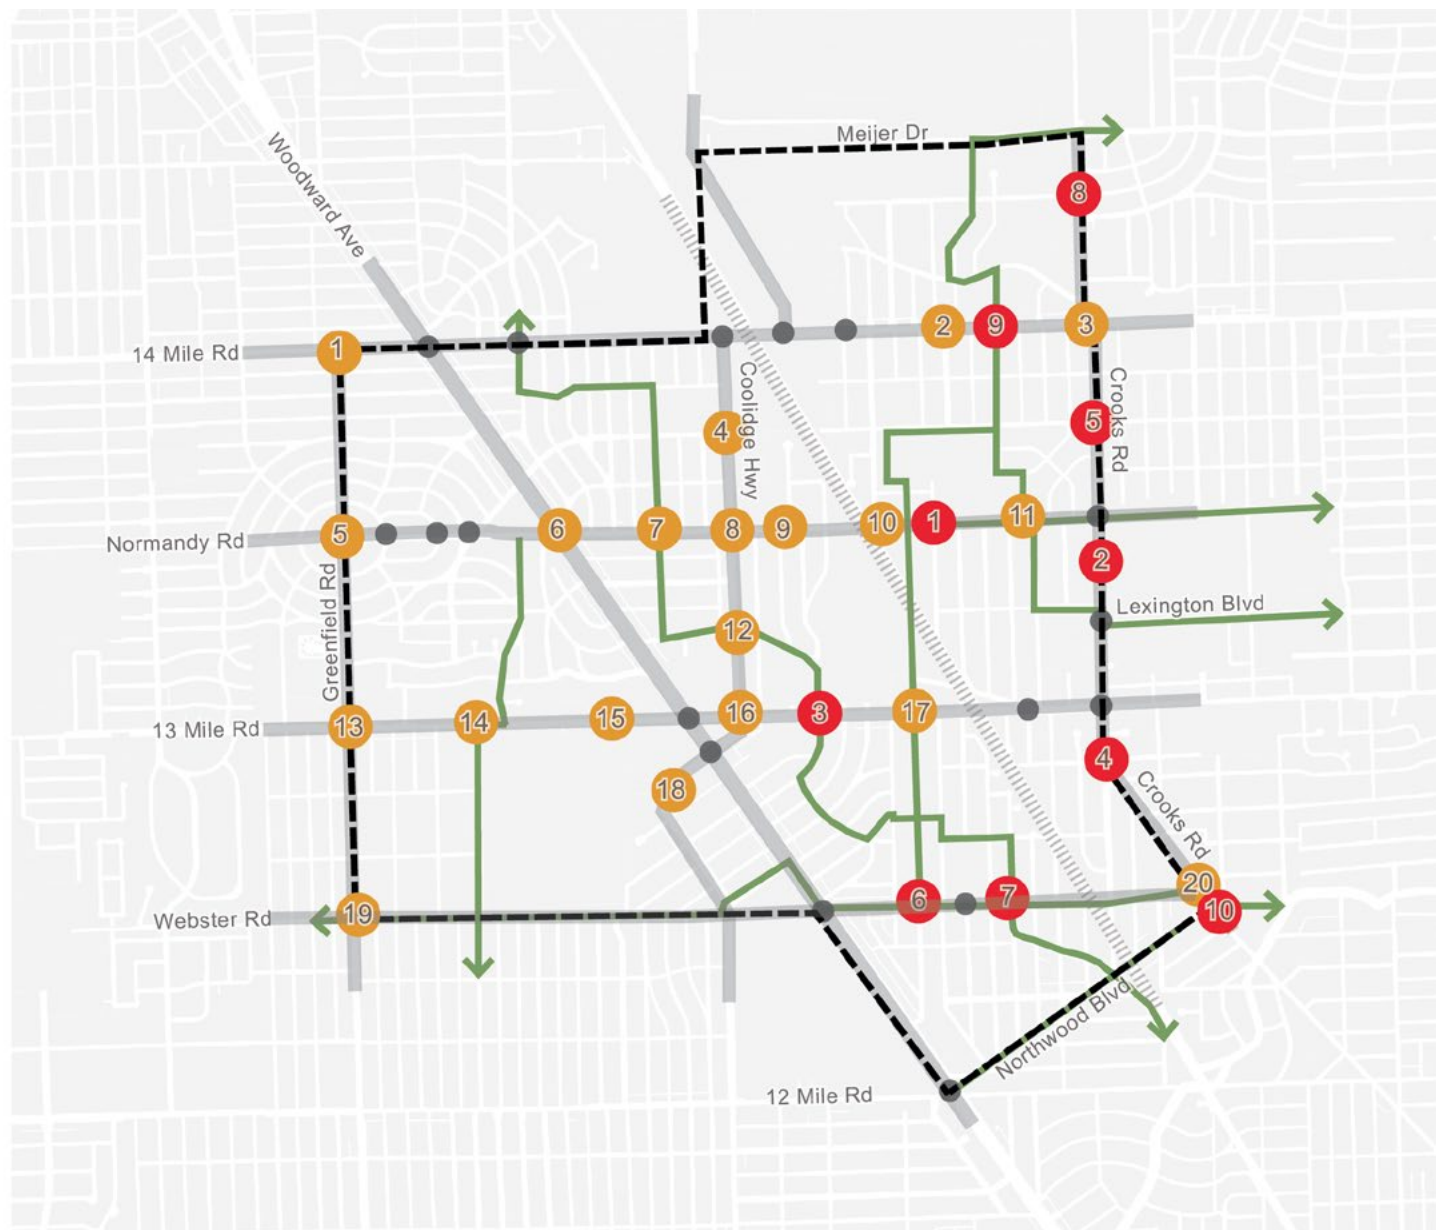 Meijer Dr
Woodward Ave
8
14 Mile Rd
1
2
9
3
Coolidge Hwy
Crooks Rd
4
5
Normandy Rd
5
6
7
8
9
10
1
11
2
Greenfield Rd
Lexington Blvd
12
13 Mile Rd
13
14
15
16
3
17
4
18
Crooks Rd
Webster Rd
19
6
7
20
10
Northwood Blvd
12 Mile Rd